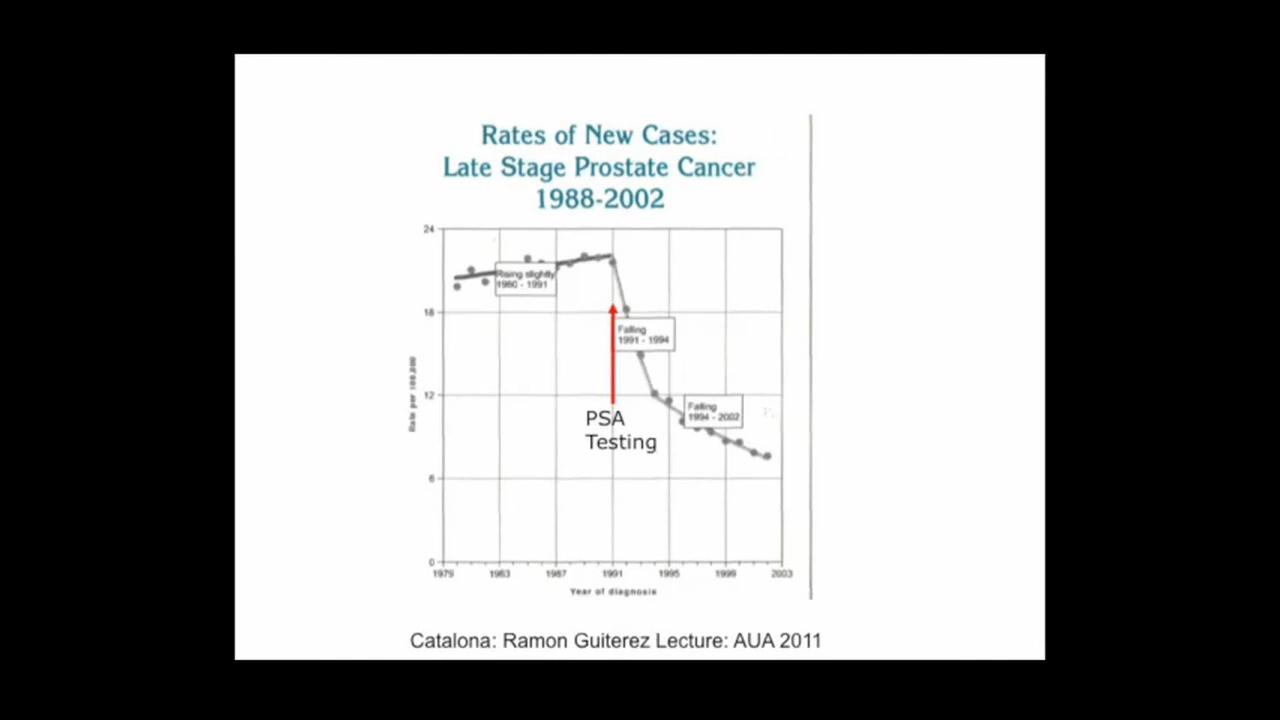 Rates of New Cases:
Late Stage Prostate Cancer
1988-2002
24
18
12
6
0
Rate per 100,000
Rising slightly
1980 - 1991
Falling
1991 - 1994
Falling
1994 - 2002
PSA
Testing
1979 1983 1987 1991 1995 1999 2003
Year of diagnosis
Catalona: Ramon Guiterez Lecture: AUA 2011